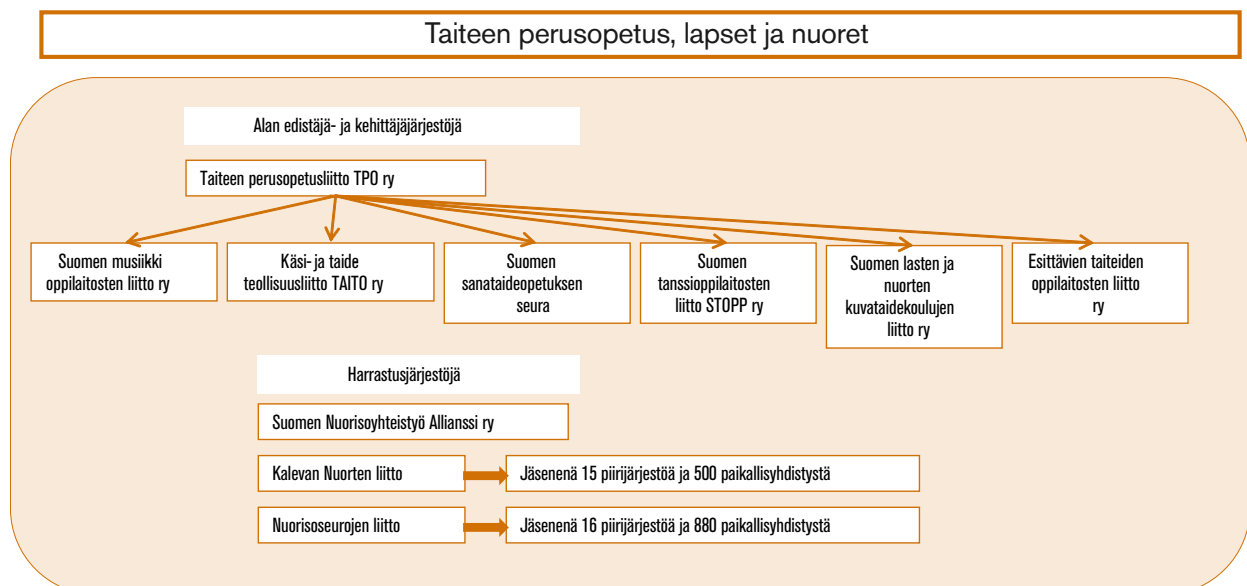 Taiteen perusopetus, lapset ja nuoret
Alan edistäjä- ja kehittäjäjärjestöjä
Taiteen perusopetusliitto TPO ry
Suomen musiikki
oppilaitosten liitto ry
Käsi- ja taide
teollisuusliitto TAITO ry
Suomen
sanataideopetuksen
seura
Suomen
tanssioppilaitosten
liitto STOPP ry
Suomen lasten ja
nuorten
kuvataidekoulujen
liitto ry
Esittävien taiteiden
oppilaitosten liitto
ry
Harrastusjärjestöjä
Suomen Nuorisoyhteistyö Allianssi ry
Kalevan Nuorten liitto
Jäsenenä 15 piirijärjestöä ja 500 paikallisyhdistystä
Nuorisoseurojen liitto
Jäsenenä 16 piirijärjestöä ja 880 paikallisyhdistystä